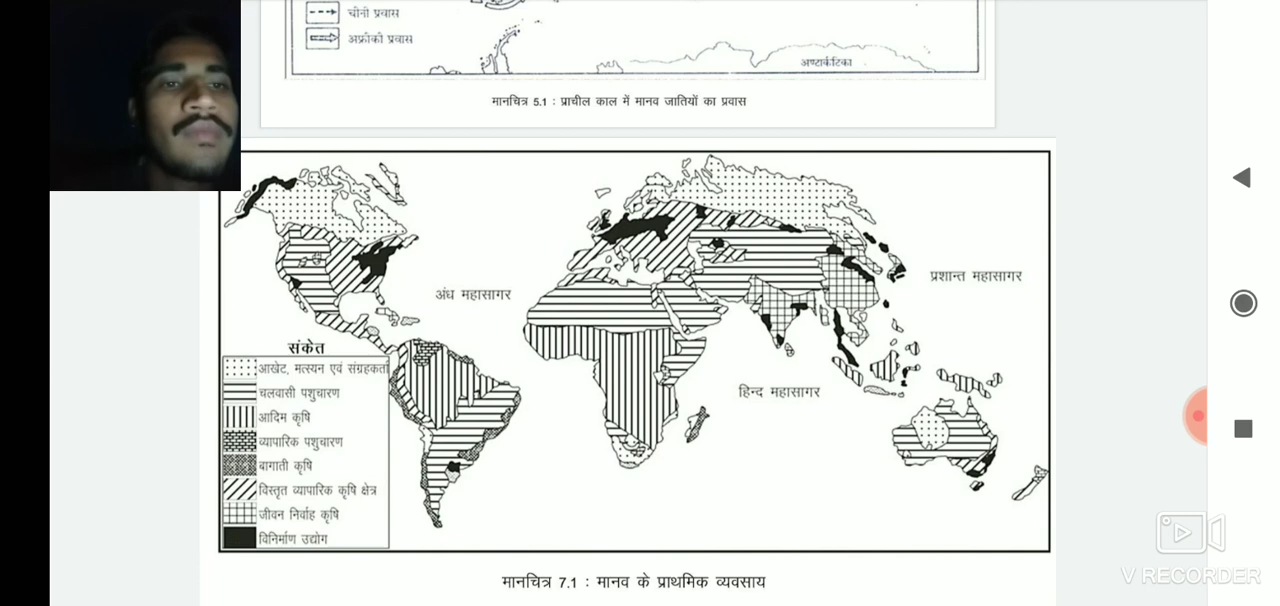 चीनी प्रवास
अफ्रीकी प्रवास
अण्टार्कटिका
मानचित्र 5.1 : प्राचील काल में मानव जातियों का प्रवास
अंध महासागर
प्रशान्त महासागर
हिन्द महासागर
संकेत
आखेट, मत्स्यन एवं संग्रहकर्ता
चलवासी पशुचारण
आदिम कृषि
व्यापारिक पशुचारण
बागाती कृषि
विस्तृत व्यापारिक कृषि क्षेत्र
जीवन निर्वाह कृषि
विनिर्माण उद्योग
मानचित्र 7.1 : मानव के प्राथमिक व्यवसाय
V RECORDER